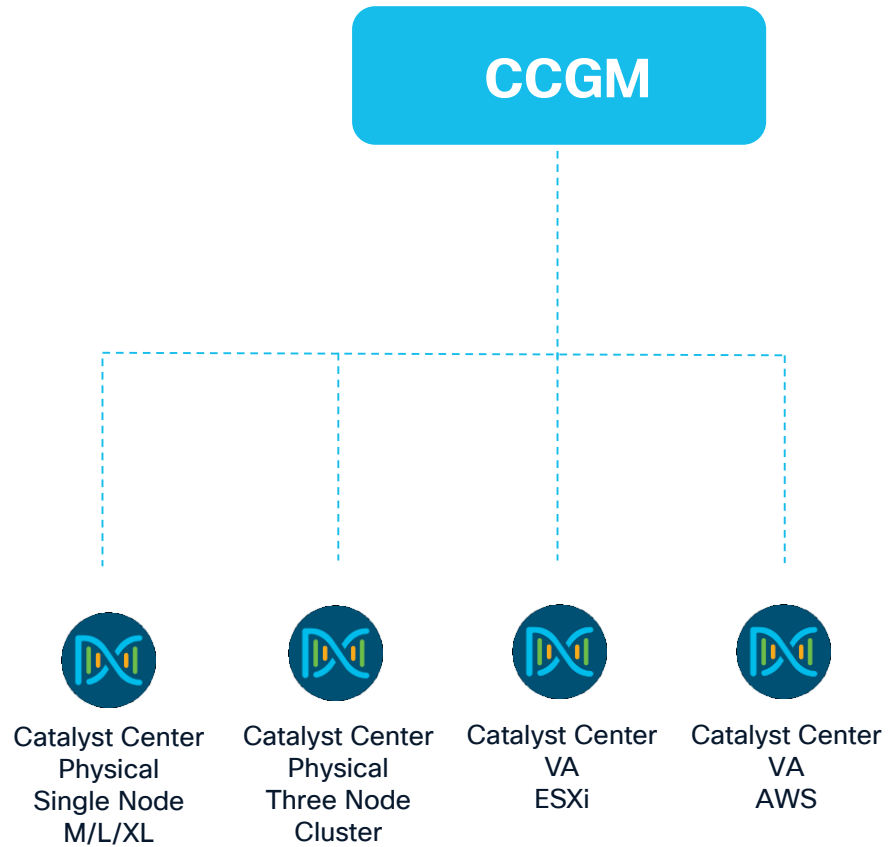 CCGM
Catalyst Center
Physical
Single Node
M/L/XL
Catalyst Center
Physical
Three Node
Cluster
Catalyst Center
VA
ESXi
Catalyst Center
VA
AWS